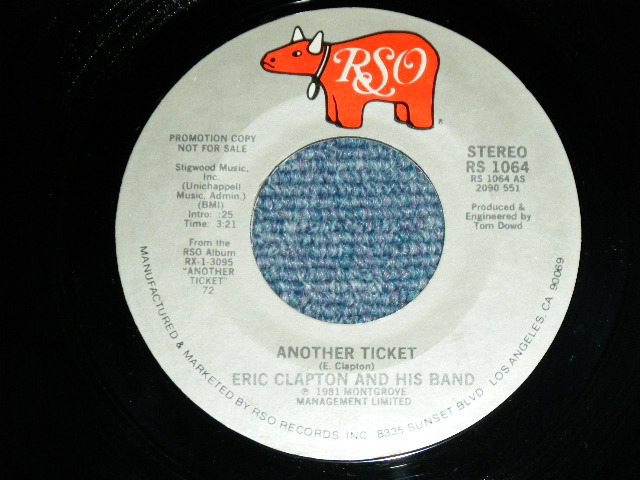 RSO
PROMOTION COPY
NOT FOR SALE
Stigwood Music,
Inc.
(Unichappell
Music, Admin.)
(BMI)
Intro: :25
Time: 3:21
From the
RSO Album
RX-1-3095
"ANOTHER
TICKET"
72
STEREO
RS 1064
RS 1064 AS
2090 551
Produced &
Engineered by
Tom Dowd
ANOTHER TICKET
(E. Clapton)
ERIC CLAPTON AND HIS BAND
℗ 1981 MONTGROVE
MANAGEMENT LIMITED
MANUFACTURED & MARKETED BY RSO RECORDS, INC. 8335 SUNSET BLVD. LOS ANGELES, CA. 90069